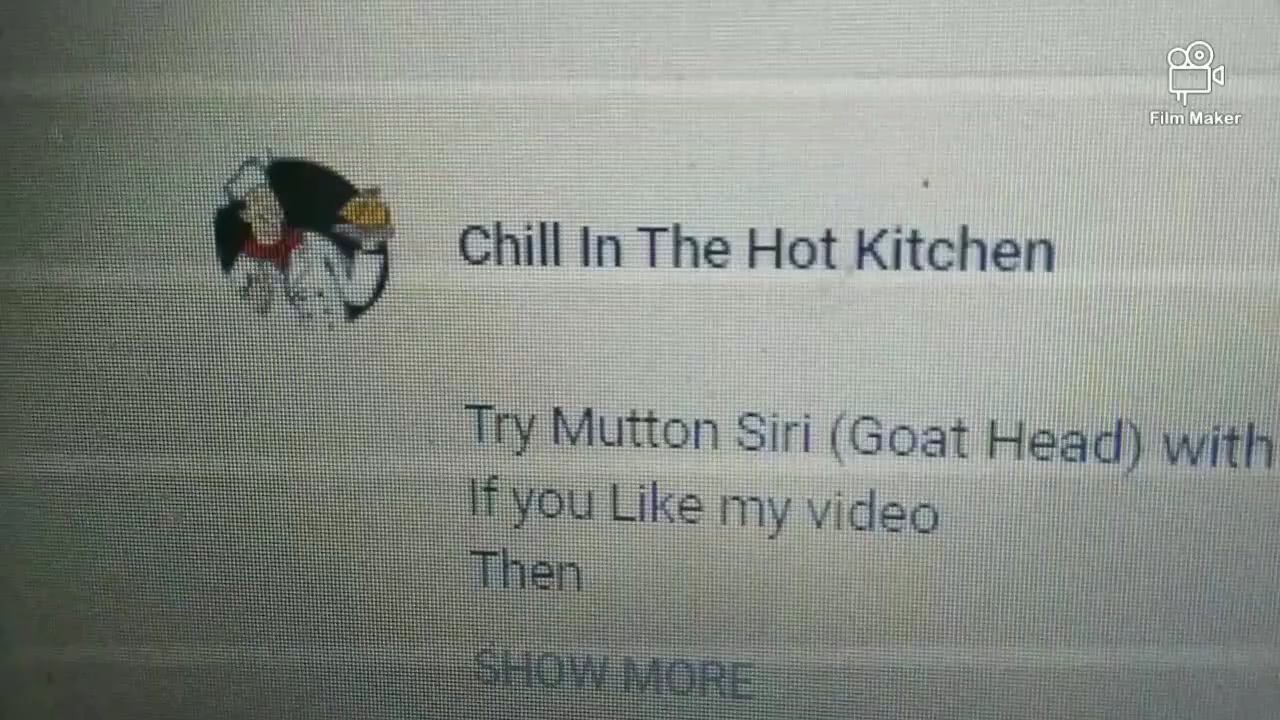 Film Maker
Chill In The Hot Kitchen
Try Mutton Siri (Goat Head) with
If you Like my video
Then
SHOW MORE